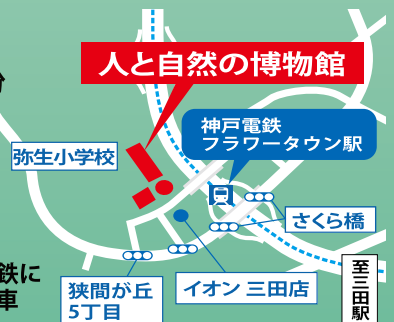 人と自然の博物館
分
神戸電鉄
フラワータウン駅
弥生小学校
さくら橋
鉄に
車
狭間が丘
5丁目
イオン 三田店
至三田駅